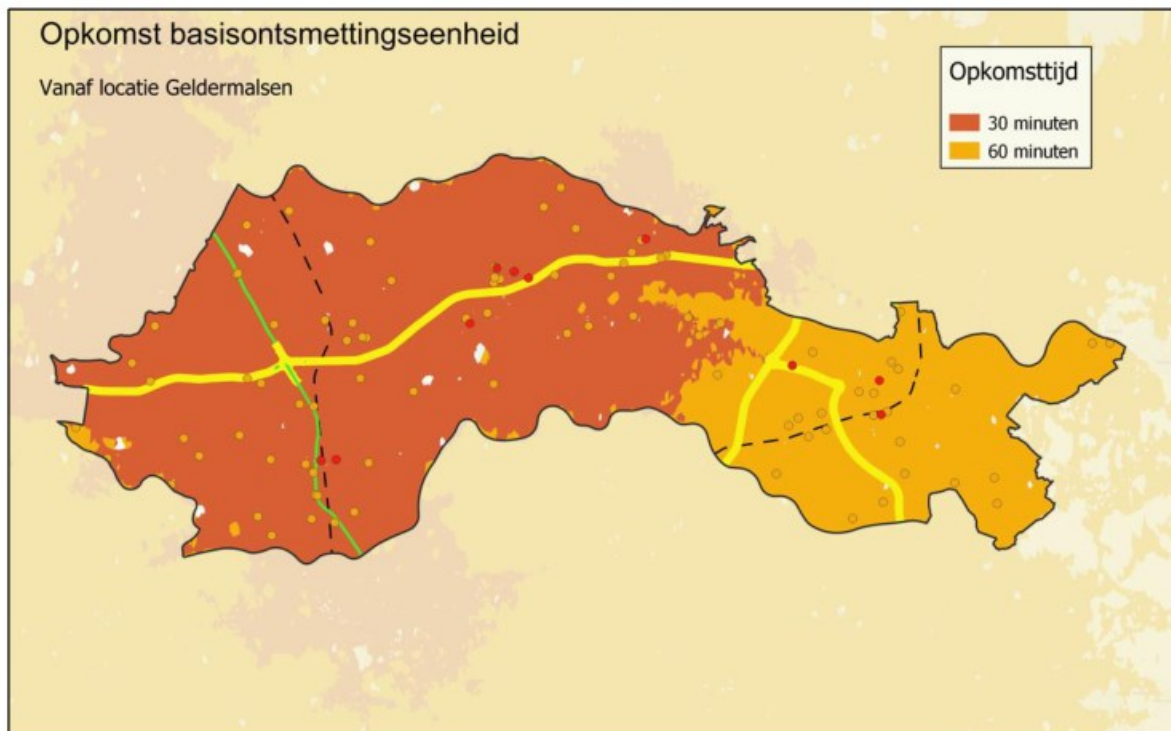 Opkomst basisontsmettingseenheid
Vanaf locatie Geldermalsen
Opkomsttijd
30 minuten
60 minuten